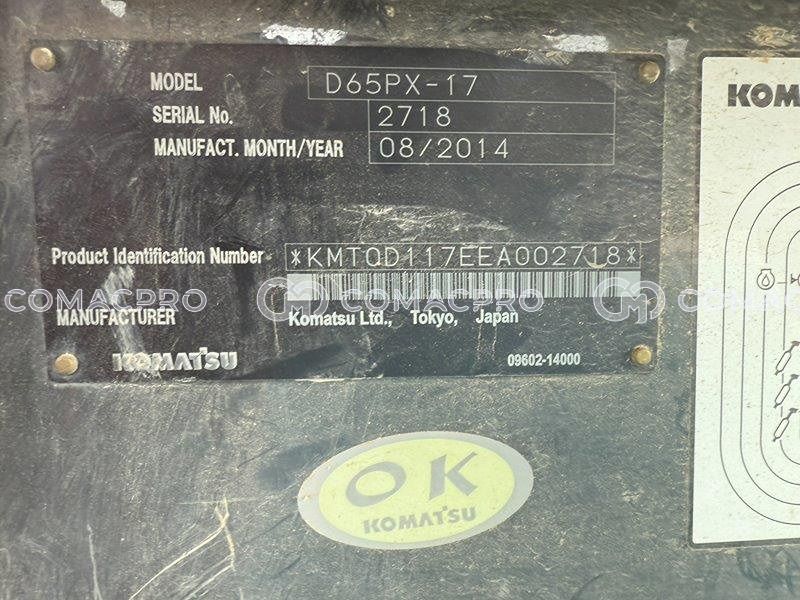 MODEL D65PX-17
SERIAL No. 2718
MANUFACT. MONTH/YEAR 08/2014
Product Identification Number *KMT0D117EEA002718*
COMACPRO COMACPRO COMACPRO
MANUFACTURER Komatsu Ltd., Tokyo, Japan
KOMATSU 09602-14000
OK
KOMATSU